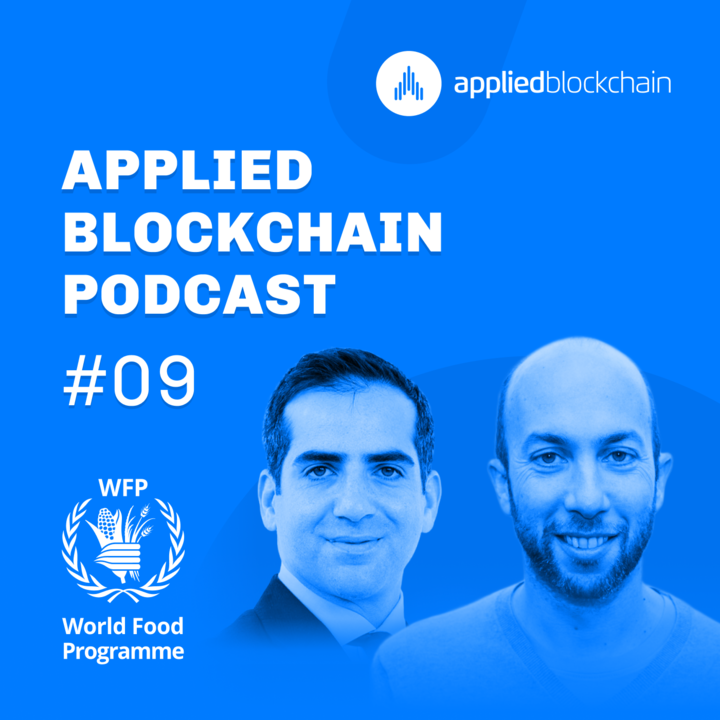 appliedblockchain
APPLIED
BLOCKCHAIN
PODCAST
#09
WFP
World Food
Programme